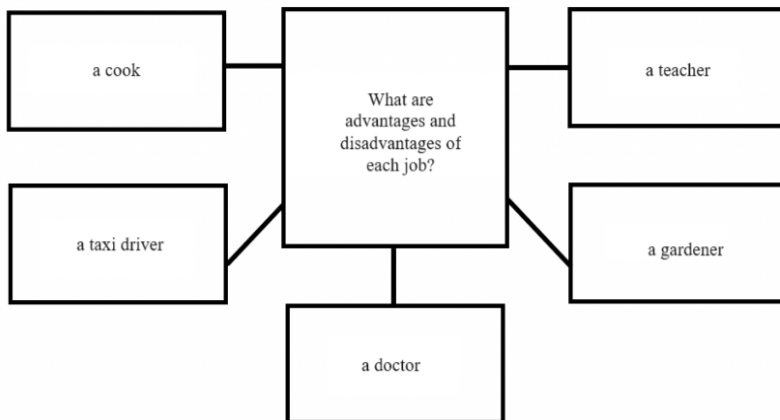 a cook
What are
advantages and
disadvantages of
each job?
a teacher
a taxi driver
a gardener
a doctor